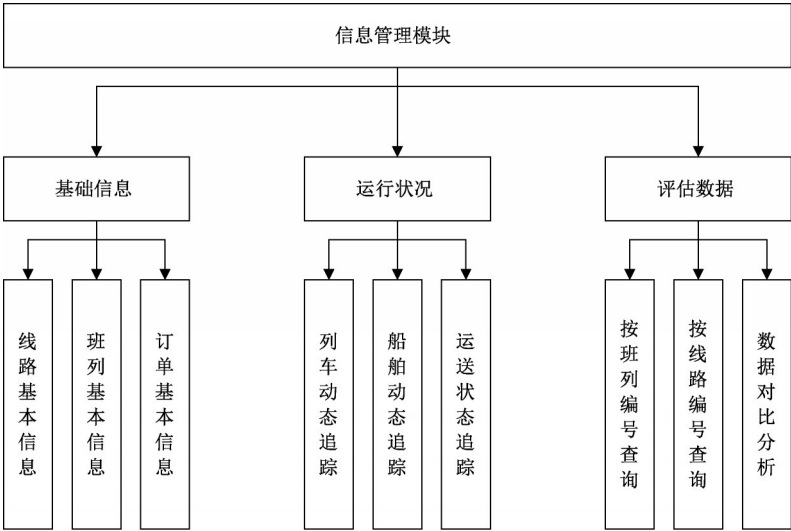 信息管理模块
基础信息
运行状况
评估数据
线路基本信息
班列基本信息
订单基本信息
列车动态追踪
船舶动态追踪
运送状态追踪
按班列编号查询
按线路编号查询
数据对比分析